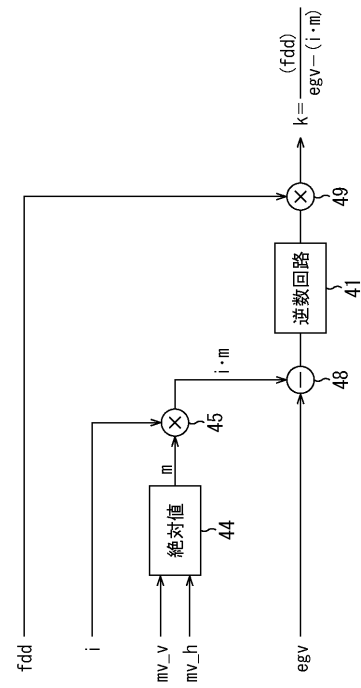 fdd
i
mv_v
mv_h
egv
絶対値
44
m
45
i・m
48
逆数回路
41
49
k= (fdd)
egv−(i・m)